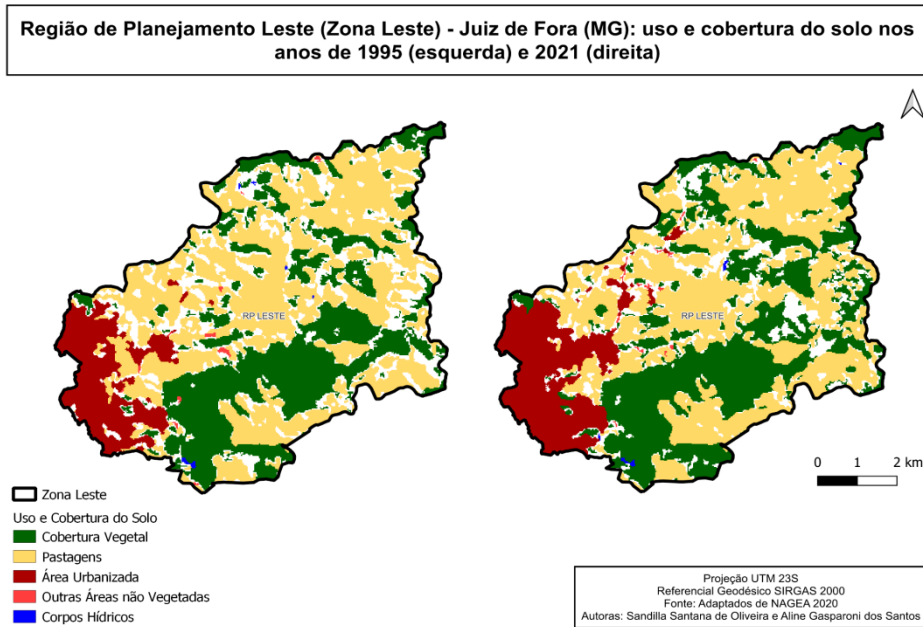 Região de Planejamento Leste (Zona Leste) - Juiz de Fora (MG): uso e cobertura do solo nos
anos de 1995 (esquerda) e 2021 (direita)
RP LESTE
RP LESTE
0 1 2 km
Zona Leste
Uso e Cobertura do Solo
Cobertura Vegetal
Pastagens
Área Urbanizada
Outras Áreas não Vegetadas
Corpos Hídricos
Projeção UTM 23S
Referencial Geodésico SIRGAS 2000
Fonte: Adaptados de NAGEA 2020
Autoras: Sandilla Santana de Oliveira e Aline Gasparoni dos Santos